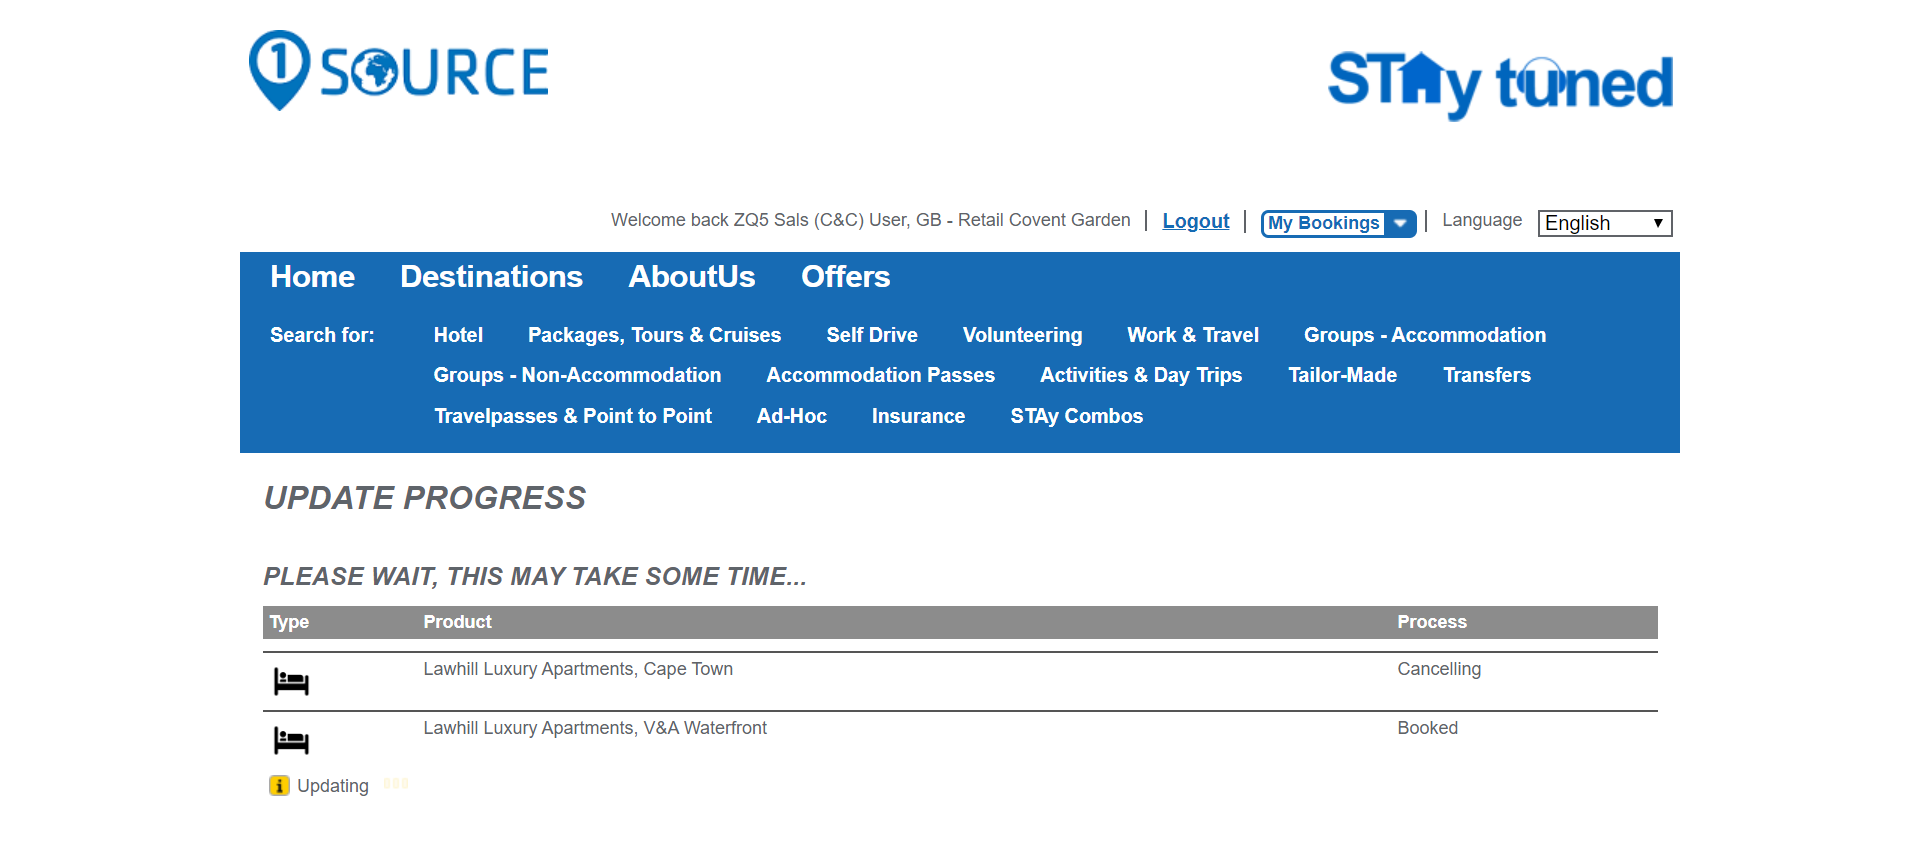 1 SOURCE
STAy tuned
Welcome back ZQ5 Sals (C&C) User, GB - Retail Covent Garden | Logout | My Bookings | Language English
Home Destinations AboutUs Offers
Search for: Hotel Packages, Tours & Cruises Self Drive Volunteering Work & Travel Groups - Accommodation
Groups - Non-Accommodation Accommodation Passes Activities & Day Trips Tailor-Made Transfers
Travelpasses & Point to Point Ad-Hoc Insurance STAy Combos
UPDATE PROGRESS
PLEASE WAIT, THIS MAY TAKE SOME TIME...
Type Product Process
Lawhill Luxury Apartments, Cape Town Cancelling
Lawhill Luxury Apartments, V&A Waterfront Booked
i Updating